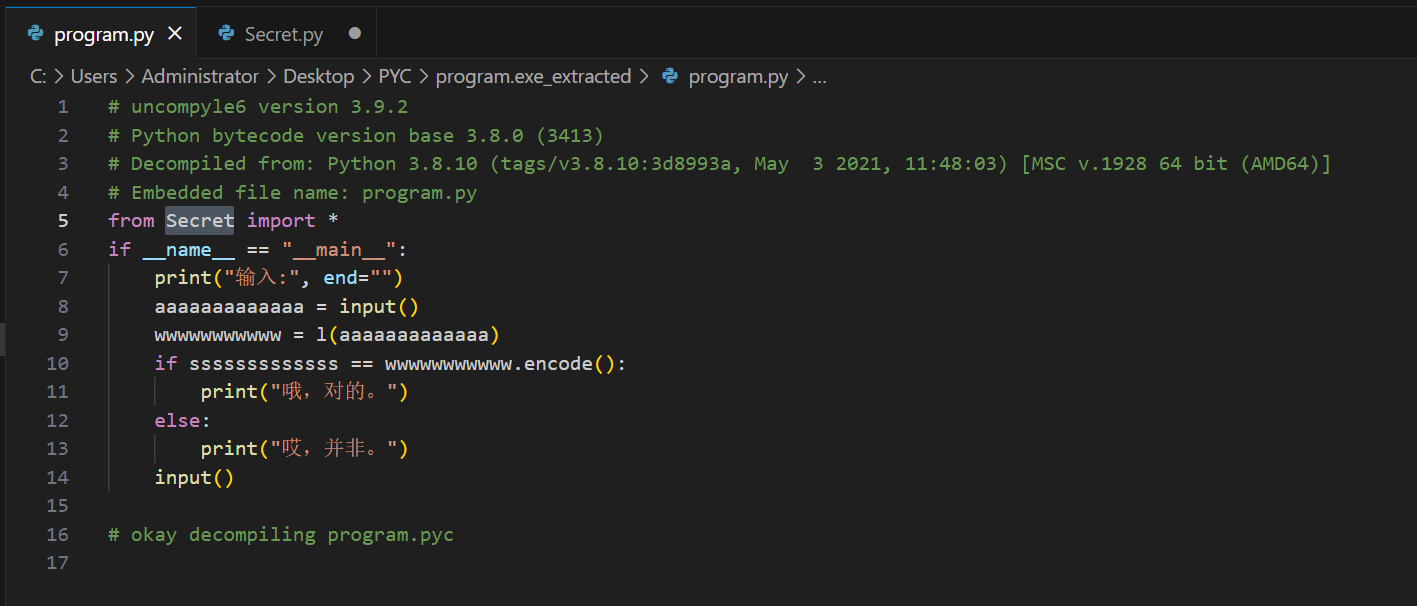 program.py × Secret.py ●
C: > Users > Administrator > Desktop > PYC > program.exe_extracted > program.py > ...
1 # uncompyle6 version 3.9.2
2 # Python bytecode version base 3.8.0 (3413)
3 # Decompiled from: Python 3.8.10 (tags/v3.8.10:3d8993a, May  3 2021, 11:48:03) [MSC v.1928 64 bit (AMD64)]
4 # Embedded file name: program.py
5 from Secret import *
6 if __name__ == "__main__":
7     print("输入:", end="")
8     aaaaaaaaaaaaa = input()
9     wwwwwwwwwww = l(aaaaaaaaaaaaa)
10     if sssssssssssss == wwwwwwwwwww.encode():
11         print("哦，对的。")
12     else:
13         print("哎，并非。")
14     input()
15
16 # okay decompiling program.pyc
17